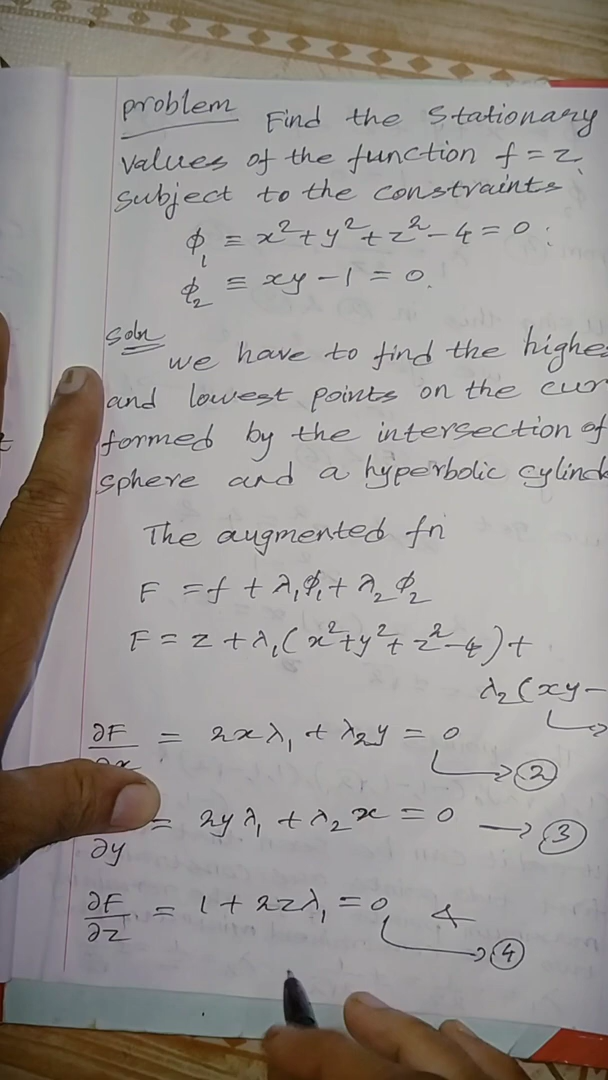 problem Find the Stationary
values of the function f = z,
subject to the constraints
ϕ₁ ≡ x² + y² + z² - 4 = 0 :
ϕ₂ ≡ xy - 1 = 0.
Soln
we have to find the highes
and lowest points on the cur
formed by the intersection of
sphere and a hyperbolic cylind
The augmented fn
F = f + λ₁ϕ₁ + λ₂ϕ₂
F = z + λ₁(x² + y² + z² - 4) +
λ₂(xy -
∂F/∂x = 2xλ₁ + λ₂y = 0 → ②
∂y = 2yλ₁ + λ₂x = 0 → ③
∂F/∂z = 1 + 2zλ₁ = 0 → ④